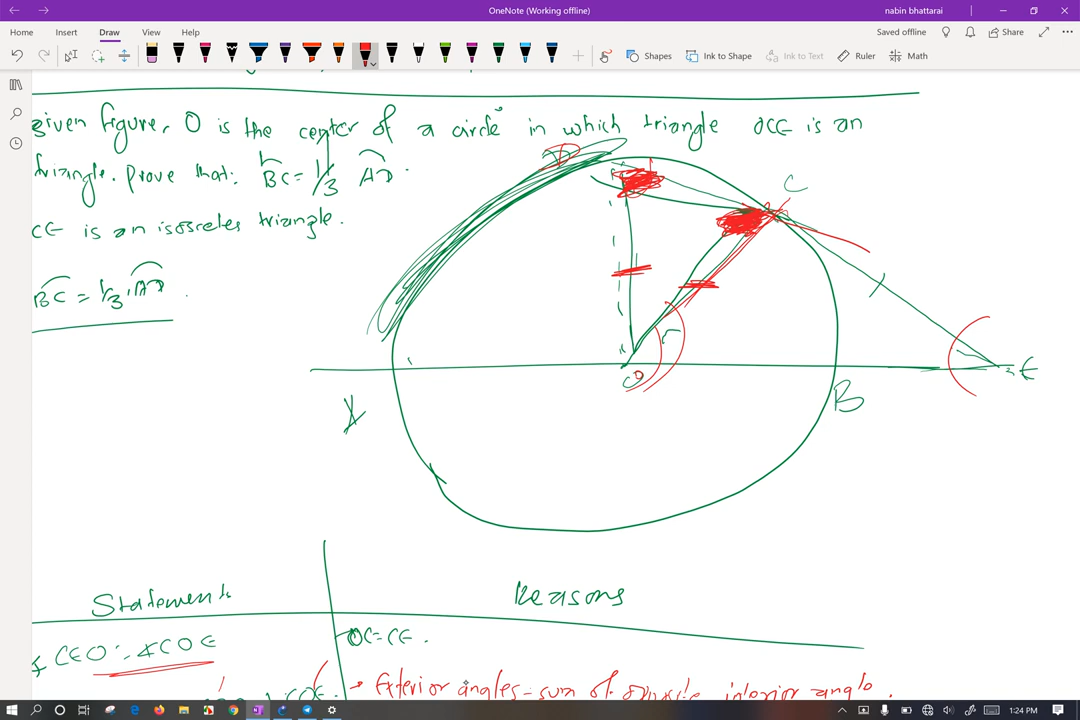 OneNote (Working offline)
nabin bhattarai
Home Insert Draw View Help
Saved offline Share
Shapes Ink to Shape Ink to Text Ruler Math
given figure, O is the center of a circle in which triangle OCE is an
triangle. Prove that: BC = 1/3 AD.
CE is an isosceles triangle.
BC = 1/3 AD
D
C
O
E
A
B
Statements
Reasons
∡ CEO = ∡COE
OC=CE.
Exterior angles = sum of opposite interior angle.
1:24 PM